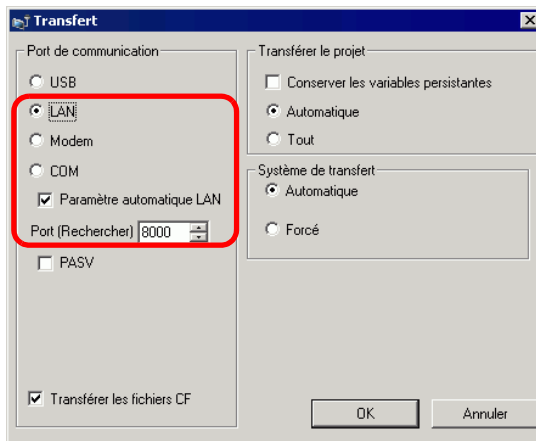 Transfert
Port de communication
USB
LAN
Modem
COM
Paramètre automatique LAN
Port (Rechercher) 8000
PASV
Transférer les fichiers CF
Transférer le projet
Conserver les variables persistantes
Automatique
Tout
Système de transfert
Automatique
Forcé
OK
Annuler